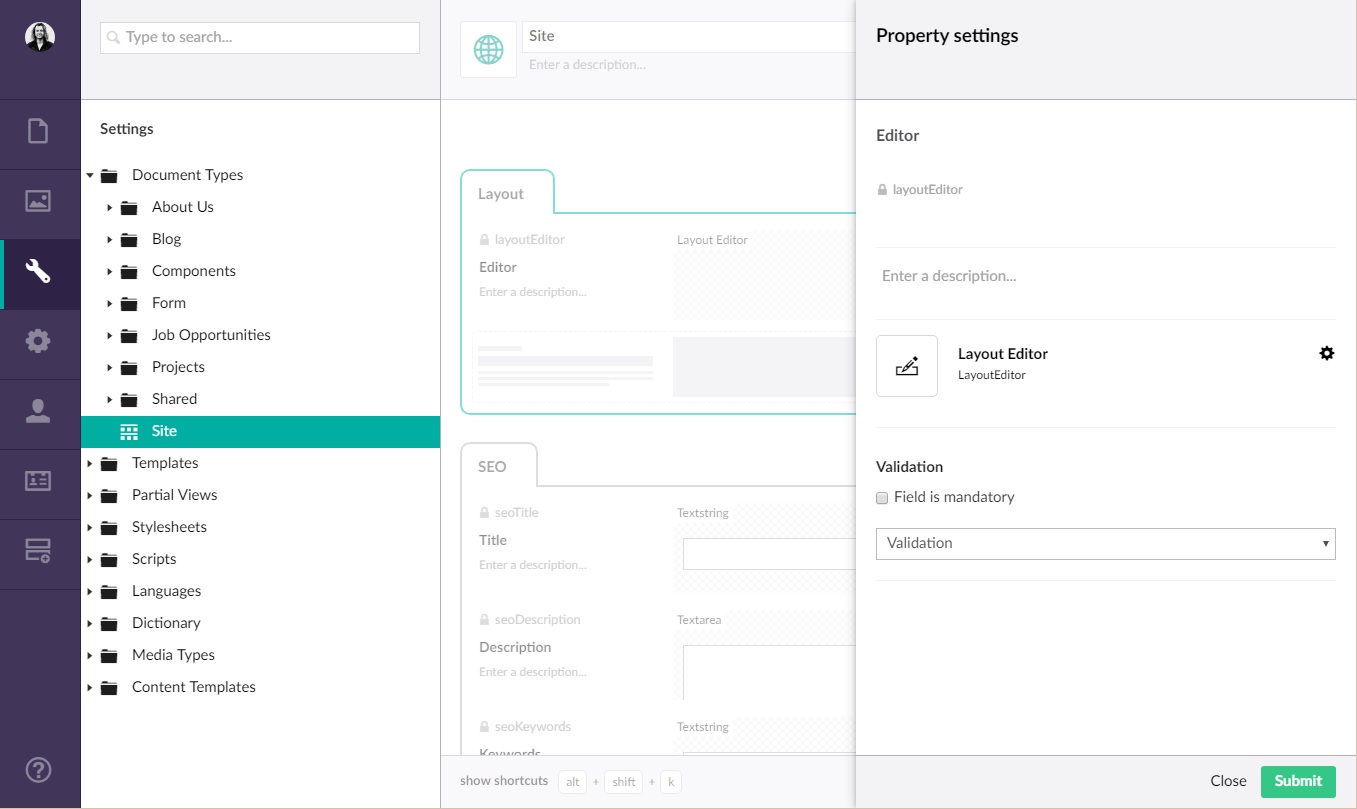 Type to search...
Settings
Document Types
About Us
Blog
Components
Form
Job Opportunities
Projects
Shared
Site
Templates
Partial Views
Stylesheets
Scripts
Languages
Dictionary
Media Types
Content Templates
Site
Enter a description...
Layout
layoutEditor
Layout Editor
Editor
Enter a description...
SEO
seoTitle
Textstring
Title
Enter a description...
seoDescription
Textarea
Description
Enter a description...
seoKeywords
Textstring
Keywords
show shortcuts alt + shift + k
Property settings
Editor
layoutEditor
Enter a description...
Layout Editor
LayoutEditor
Validation
Field is mandatory
Validation
Close Submit